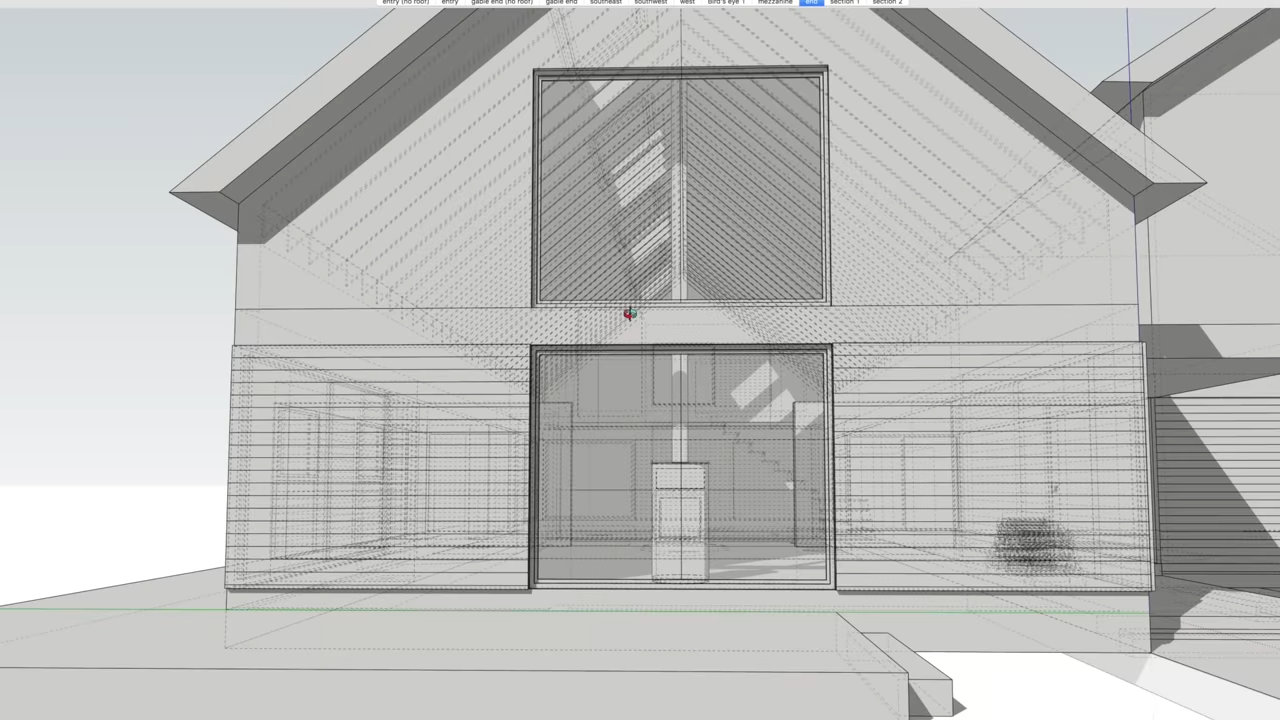 entry (no roof) entry gable end (no roof) gable end southeast southwest west Bird's eye 1 mezzanine end section 1 section 2